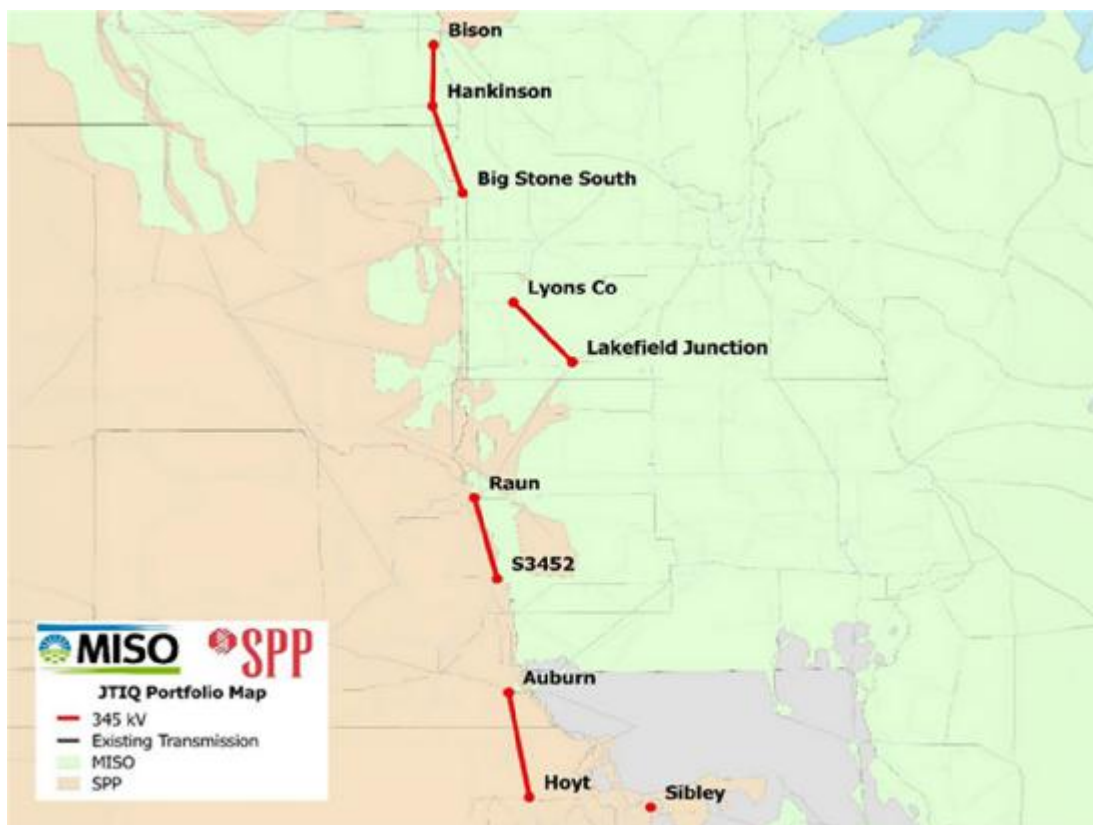 Bison
Hankinson
Big Stone South
Lyons Co
Lakefield Junction
Raun
S3452
Auburn
Hoyt
Sibley
MISO SPP
JTIQ Portfolio Map
345 kV
Existing Transmission
MISO
SPP